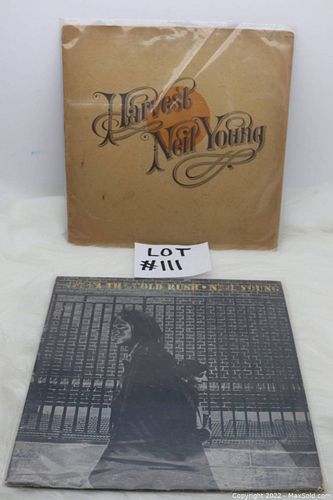 Harvest
Neil Young
LOT
#111
AFTER THE GOLD RUSH • NEIL YOUNG
© Copyright 2022 - MaxSold.com